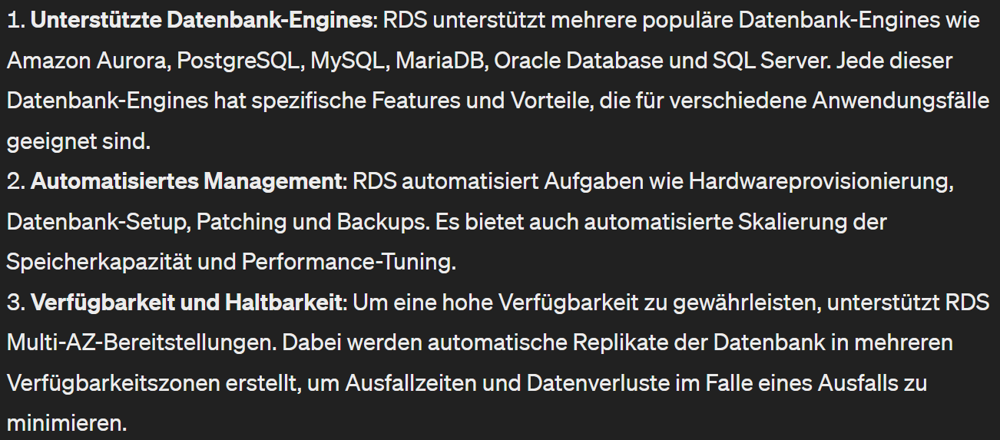 1. Unterstützte Datenbank-Engines: RDS unterstützt mehrere populäre Datenbank-Engines wie
Amazon Aurora, PostgreSQL, MySQL, MariaDB, Oracle Database und SQL Server. Jede dieser
Datenbank-Engines hat spezifische Features und Vorteile, die für verschiedene Anwendungsfälle
geeignet sind.
2. Automatisiertes Management: RDS automatisiert Aufgaben wie Hardwareprovisionierung,
Datenbank-Setup, Patching und Backups. Es bietet auch automatisierte Skalierung der
Speicherkapazität und Performance-Tuning.
3. Verfügbarkeit und Haltbarkeit: Um eine hohe Verfügbarkeit zu gewährleisten, unterstützt RDS
Multi-AZ-Bereitstellungen. Dabei werden automatische Replikate der Datenbank in mehreren
Verfügbarkeitszonen erstellt, um Ausfallzeiten und Datenverluste im Falle eines Ausfalls zu
minimieren.